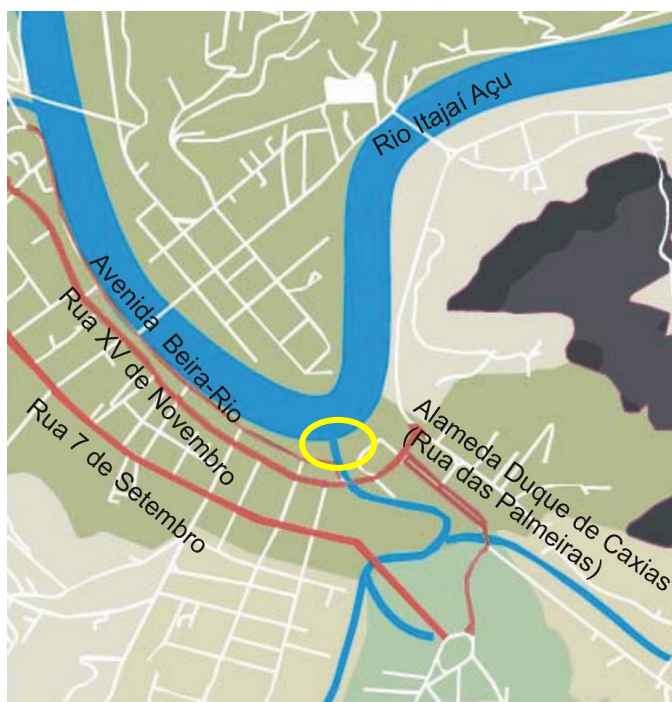 Rio Itajaí Açu
Avenida Beira-Rio
Rua XV de Novembro
Rua 7 de Setembro
Alameda Duque de Caxias
(Rua das Palmeiras)